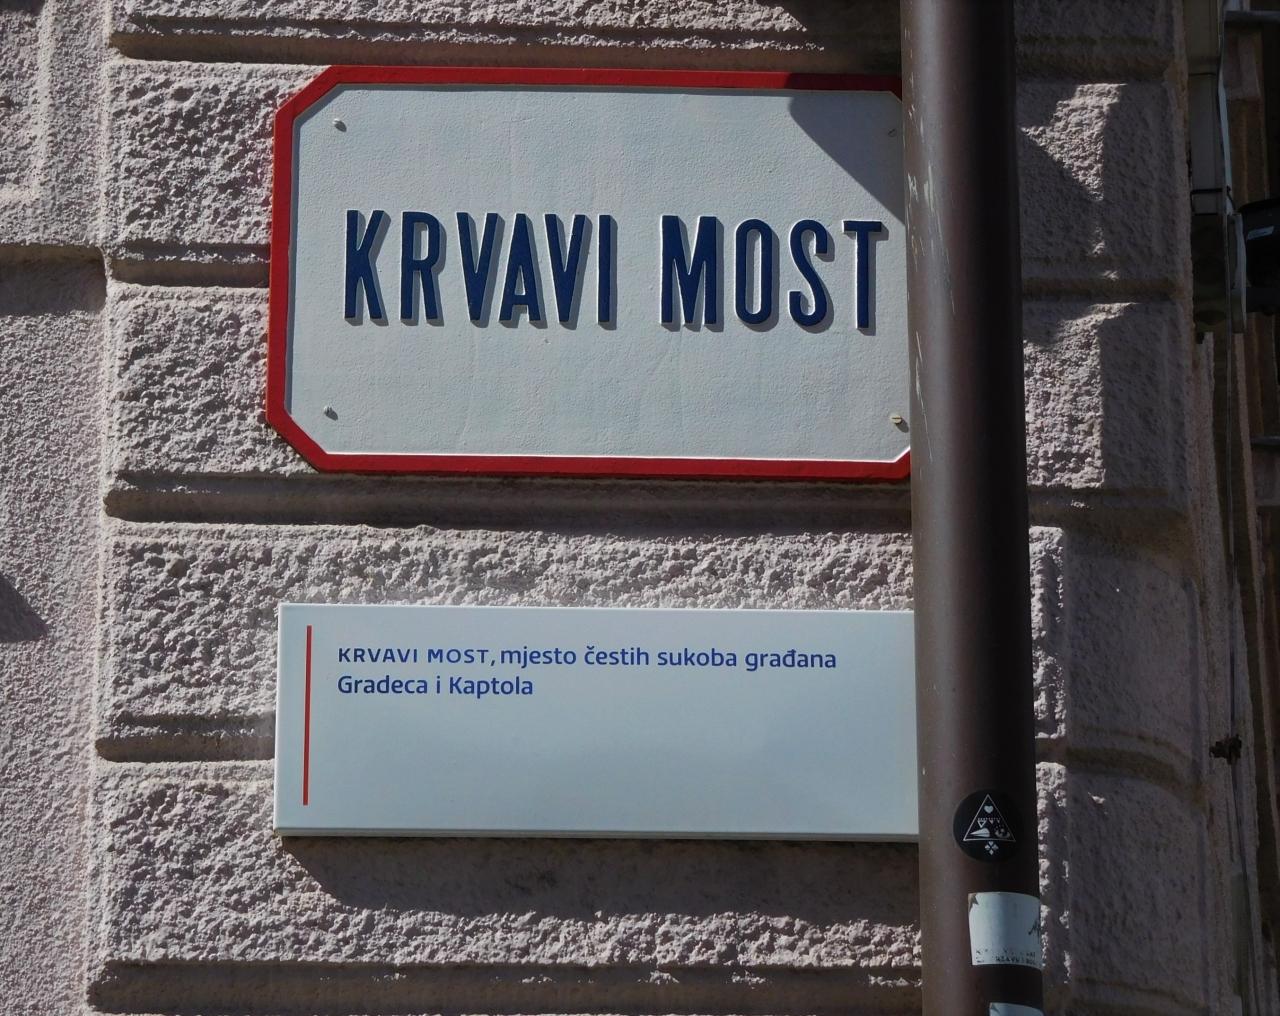 KRVAVI MOST
KRVAVI MOST, mjesto čestih sukoba građana
Gradeca i Kaptola